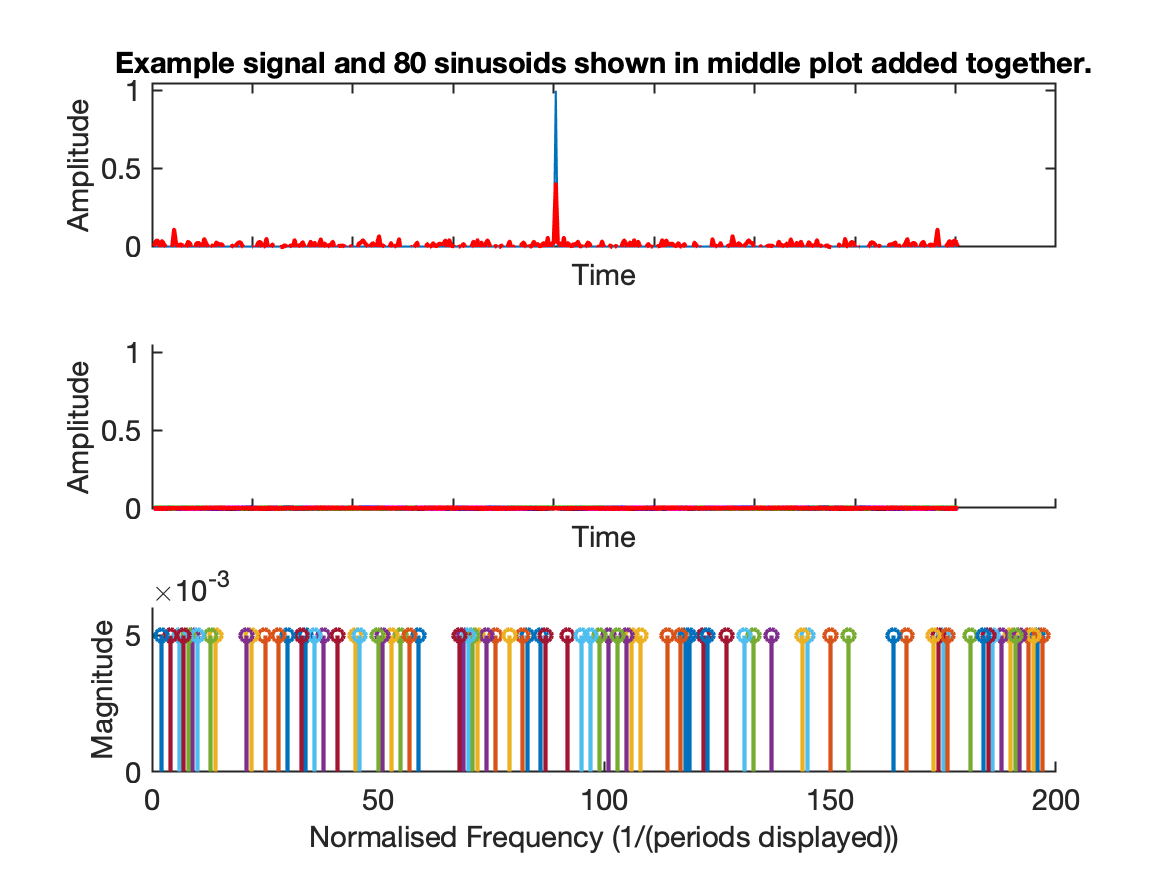 Example signal and 80 sinusoids shown in middle plot added together.
1
0.5
0
Amplitude
Time
1
0.5
0
Amplitude
Time
×10-3
5
0
Magnitude
0 50 100 150 200
Normalised Frequency (1/(periods displayed))